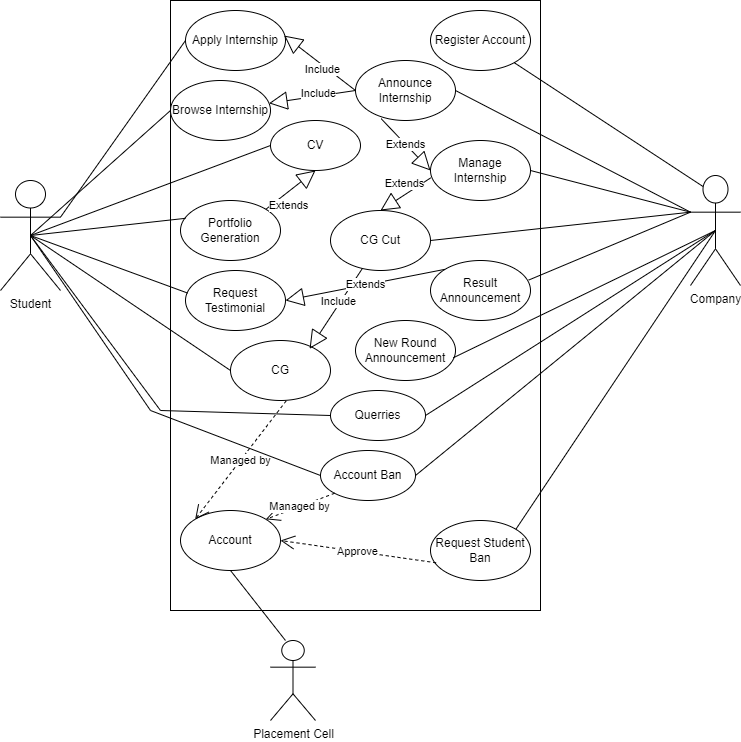 Apply Internship
Register Account
Include
Announce
Internship
Include
Browse Internship
Extends
CV
Manage
Internship
Extends
Extends
Portfolio
Generation
CG Cut
Student
Company
Extends
Request
Testimonial
Result
Announcement
Include
New Round
Announcement
CG
Querries
Managed by
Account Ban
Managed by
Account
Approve
Request Student
Ban
Placement Cell